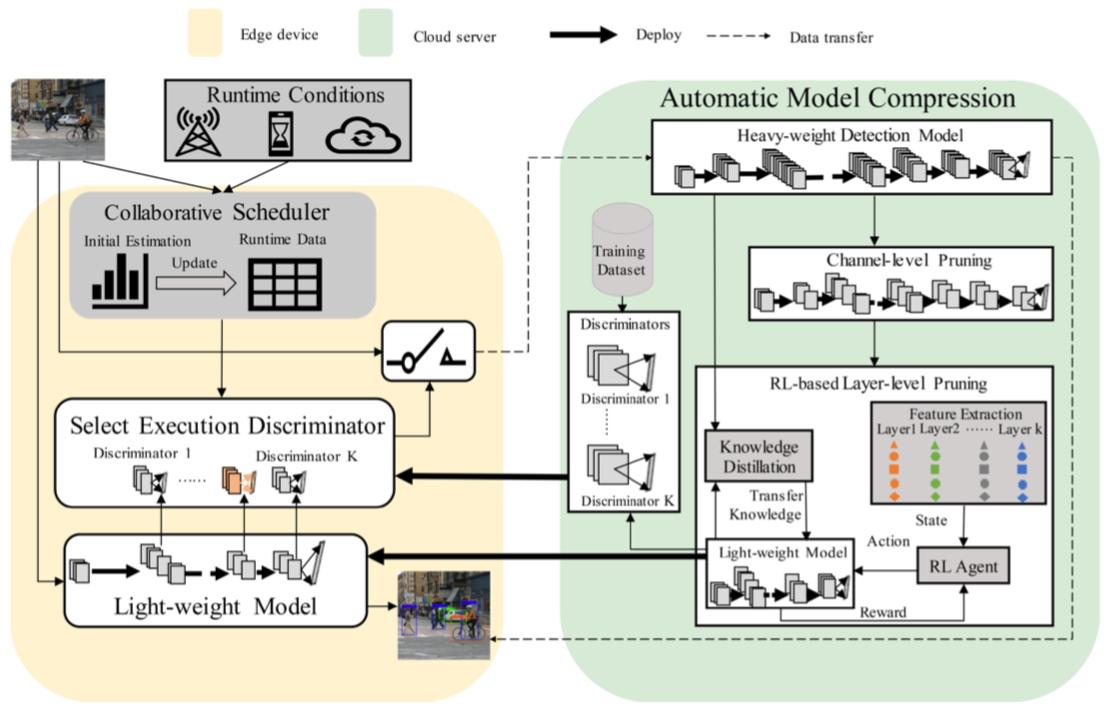 Edge device
Cloud server
Deploy
Data transfer
Runtime Conditions
Automatic Model Compression
Heavy-weight Detection Model
Collaborative Scheduler
Initial Estimation
Update
Runtime Data
Training
Dataset
Channel-level Pruning
Discriminators
Discriminator 1
Discriminator K
RL-based Layer-level Pruning
Feature Extraction
Layer1 Layer2 ······ Layer k
Knowledge
Distillation
Transfer
Knowledge
State
Action
RL Agent
Light-weight Model
Reward
Select Execution Discriminator
Discriminator 1
······
Discriminator K
Light-weight Model